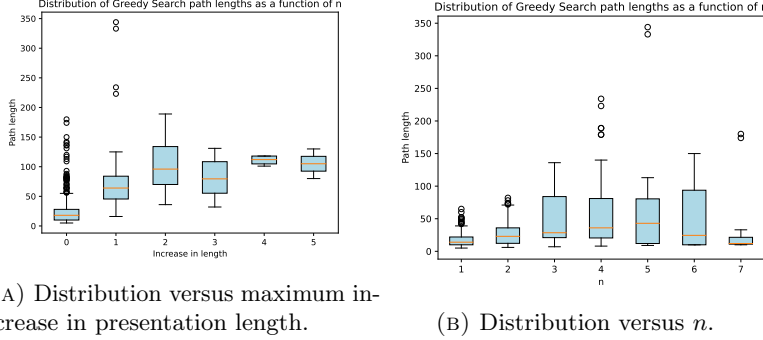 Distribution of Greedy Search path lengths as a function of n
350
300
250
200
150
100
50
0
Path length
0 1 2 3 4 5
Increase in length
(A) Distribution versus maximum in-
crease in presentation length.
Distribution of Greedy Search path lengths as a function of n
350
300
250
200
150
100
50
0
Path length
1 2 3 4 5 6 7
n
(B) Distribution versus n.